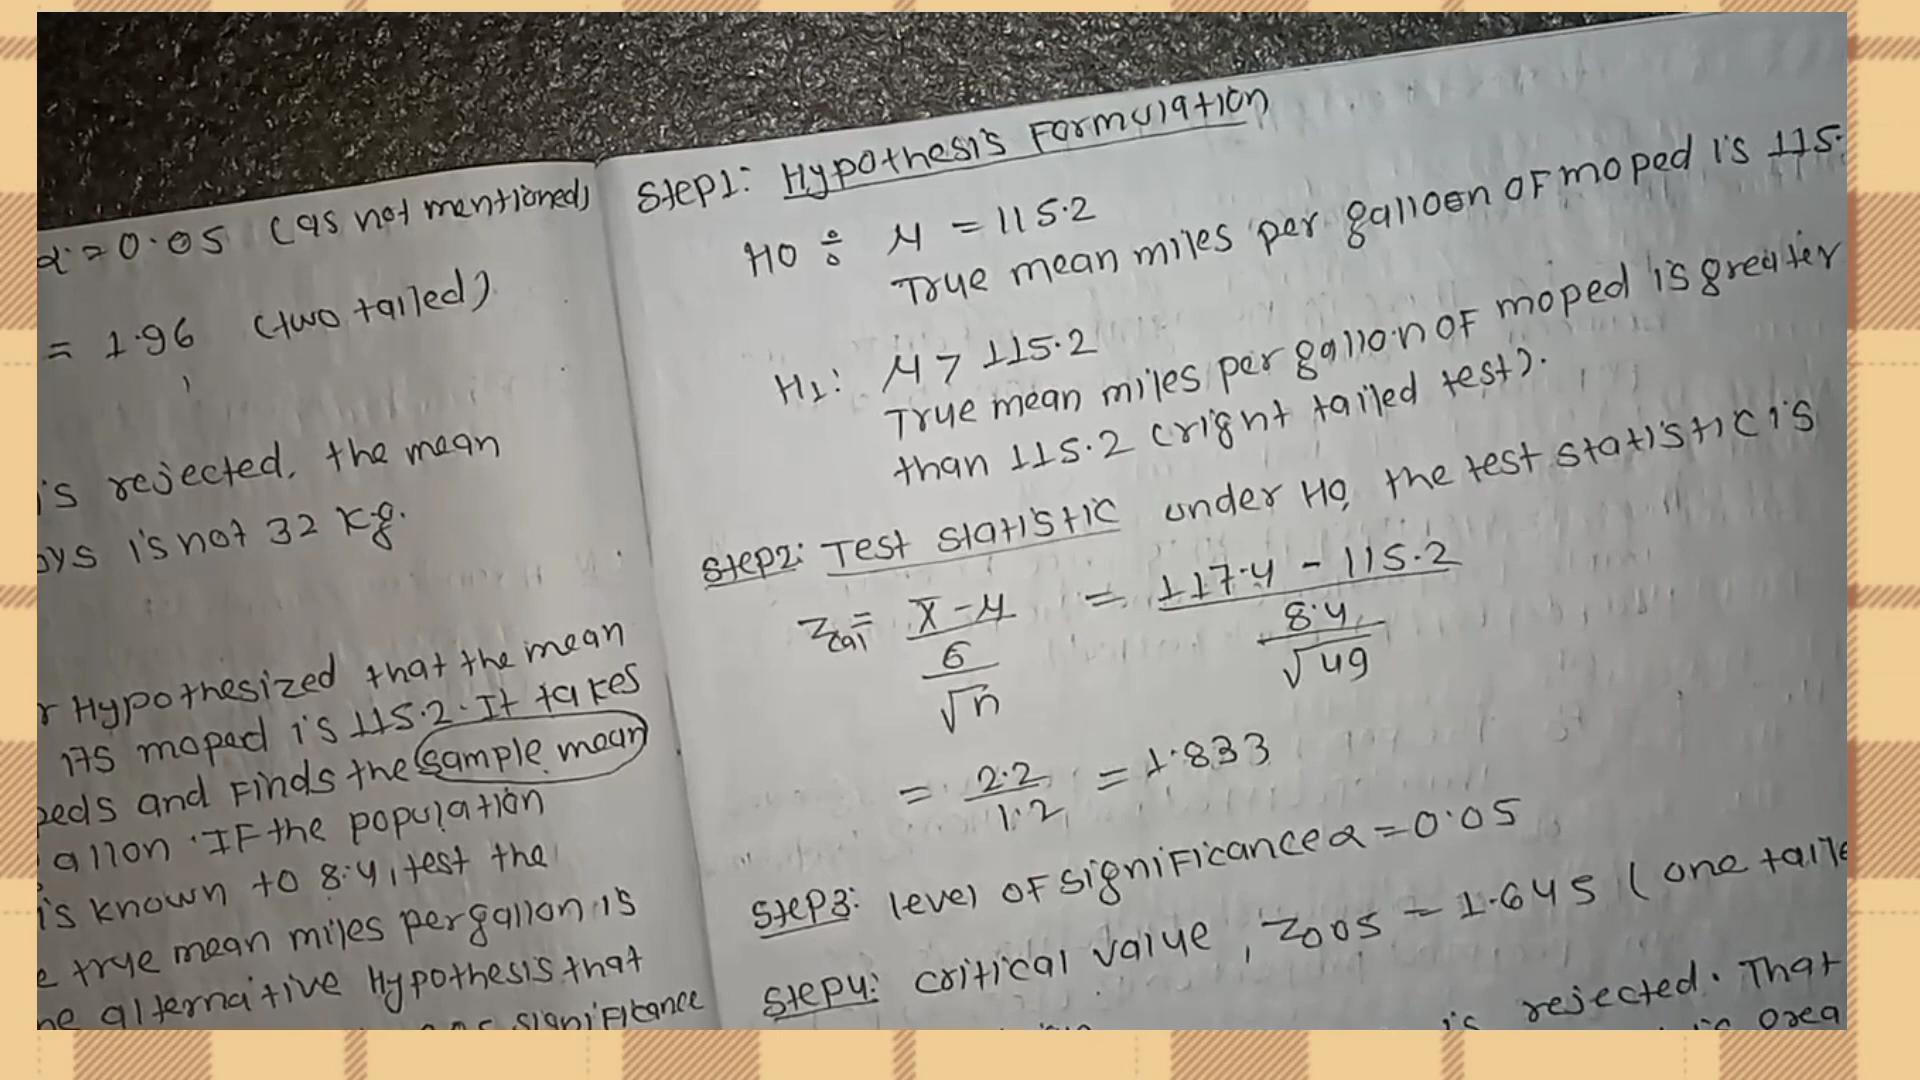 α = 0.05 (as not mentioned)
= 1.96 (two tailed)
is rejected, the mean
is not 32 kg.
Hypothesized that the mean
175 moped is 115.2. It takes
and finds the sample mean
allon. If the population
is known to 8.4, test the
true mean miles per gallon is
alternative Hypothesis that
significance
Step1: Hypothesis Formulation
H0 : μ = 115.2
True mean miles per galloon of moped is 115.
H1: μ > 115.2
True mean miles per gallon of moped is greater
than 115.2 (right tailed test).
Step2: Test statistic under H0, the test statistic is
Zcal = x̄ - μ / σ/√n = 117.4 - 115.2 / 8.4/√49
= 2.2/1.2 = 1.833
Step3: level of significance α = 0.05
Step4: critical value, Z0.05 = 1.645 (one taile
is rejected. That